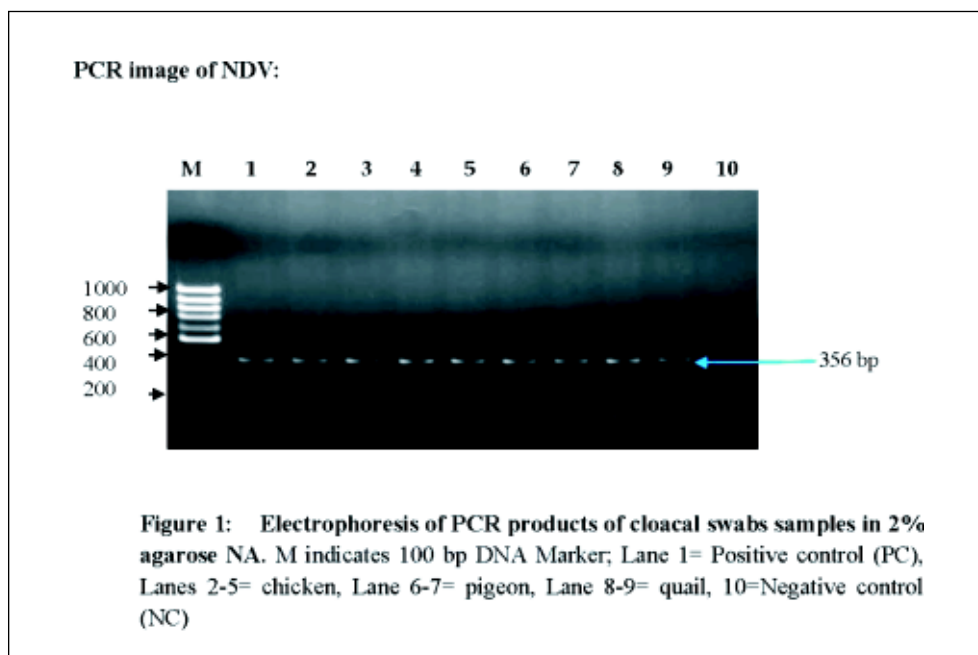 PCR image of NDV:
M 1 2 3 4 5 6 7 8 9 10
1000
800
600
400
200
356 bp
Figure 1: Electrophoresis of PCR products of cloacal swabs samples in 2%
agarose NA. M indicates 100 bp DNA Marker; Lane 1= Positive control (PC),
Lanes 2-5= chicken, Lane 6-7= pigeon, Lane 8-9= quail, 10=Negative control
(NC)